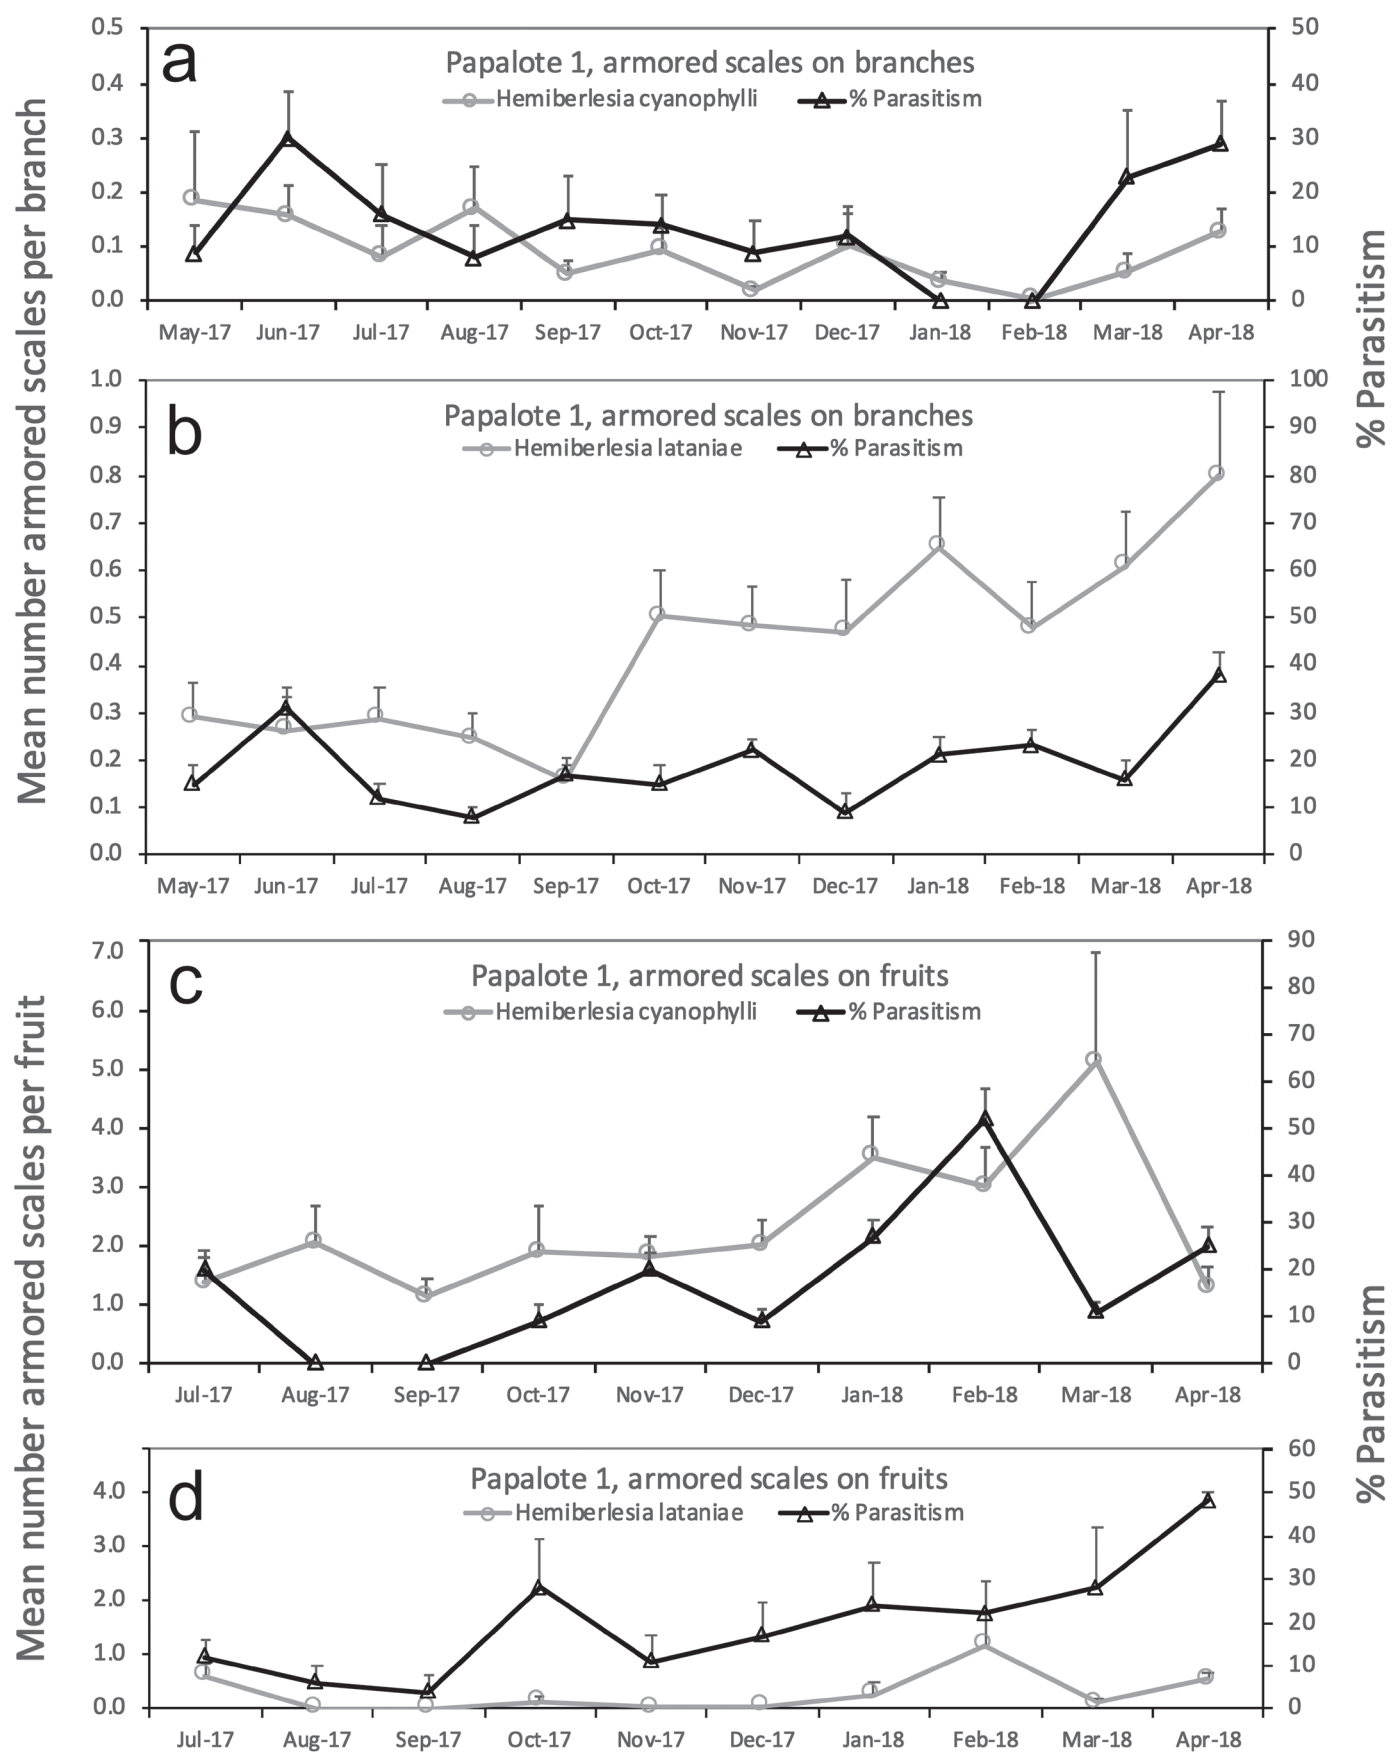 Mean number armored scales per branch
% Parasitism
a
Papalote 1, armored scales on branches
Hemiberlesia cyanophylli
% Parasitism
0.5
0.4
0.3
0.2
0.1
0.0
50
40
30
20
10
0
May-17 Jun-17 Jul-17 Aug-17 Sep-17 Oct-17 Nov-17 Dec-17 Jan-18 Feb-18 Mar-18 Apr-18
b
Papalote 1, armored scales on branches
Hemiberlesia lataniae
% Parasitism
1.0
0.9
0.8
0.7
0.6
0.5
0.4
0.3
0.2
0.1
0.0
100
90
80
70
60
50
40
30
20
10
0
May-17 Jun-17 Jul-17 Aug-17 Sep-17 Oct-17 Nov-17 Dec-17 Jan-18 Feb-18 Mar-18 Apr-18
Mean number armored scales per fruit
% Parasitism
c
Papalote 1, armored scales on fruits
Hemiberlesia cyanophylli
% Parasitism
7.0
6.0
5.0
4.0
3.0
2.0
1.0
0.0
90
80
70
60
50
40
30
20
10
0
Jul-17 Aug-17 Sep-17 Oct-17 Nov-17 Dec-17 Jan-18 Feb-18 Mar-18 Apr-18
d
Papalote 1, armored scales on fruits
Hemiberlesia lataniae
% Parasitism
4.0
3.0
2.0
1.0
0.0
60
50
40
30
20
10
0
Jul-17 Aug-17 Sep-17 Oct-17 Nov-17 Dec-17 Jan-18 Feb-18 Mar-18 Apr-18